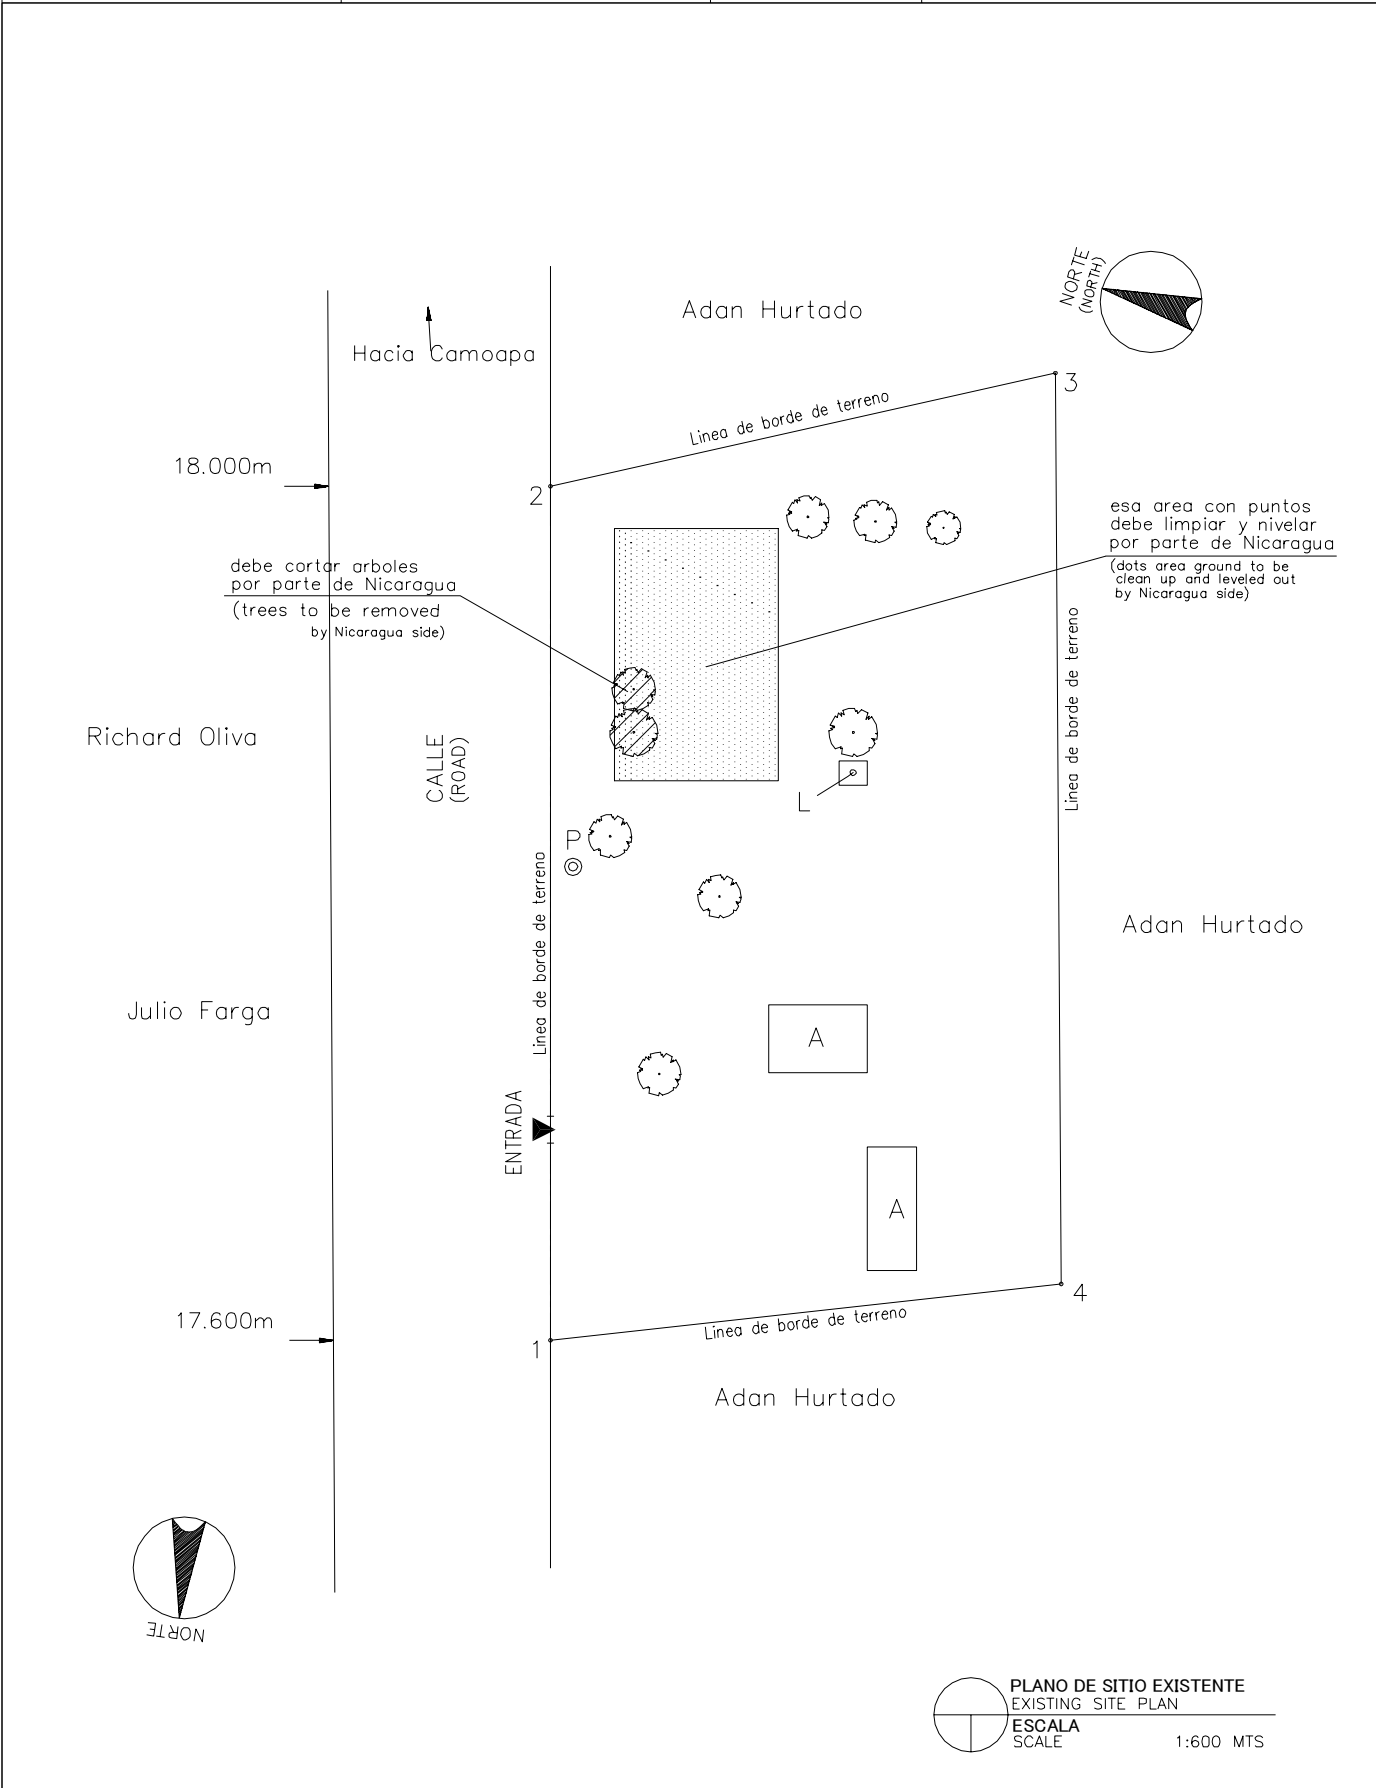 Adan Hurtado
NORTE
(NORTH)
Hacia Camoapa
3
Linea de borde de terreno
18.000m
2
esa area con puntos
debe limpiar y nivelar
por parte de Nicaragua
(dots area ground to be
clean up and leveled out
by Nicaragua side)
debe cortar arboles
por parte de Nicaragua
(trees to be removed
by Nicaragua side)
Linea de borde de terreno
Richard Oliva
CALLE
(ROAD)
L
P
Linea de borde de terreno
Adan Hurtado
Julio Farga
A
ENTRADA
A
4
17.600m
Linea de borde de terreno
1
Adan Hurtado
NORTE
PLANO DE SITIO EXISTENTE
EXISTING SITE PLAN
ESCALA
SCALE 1:600 MTS